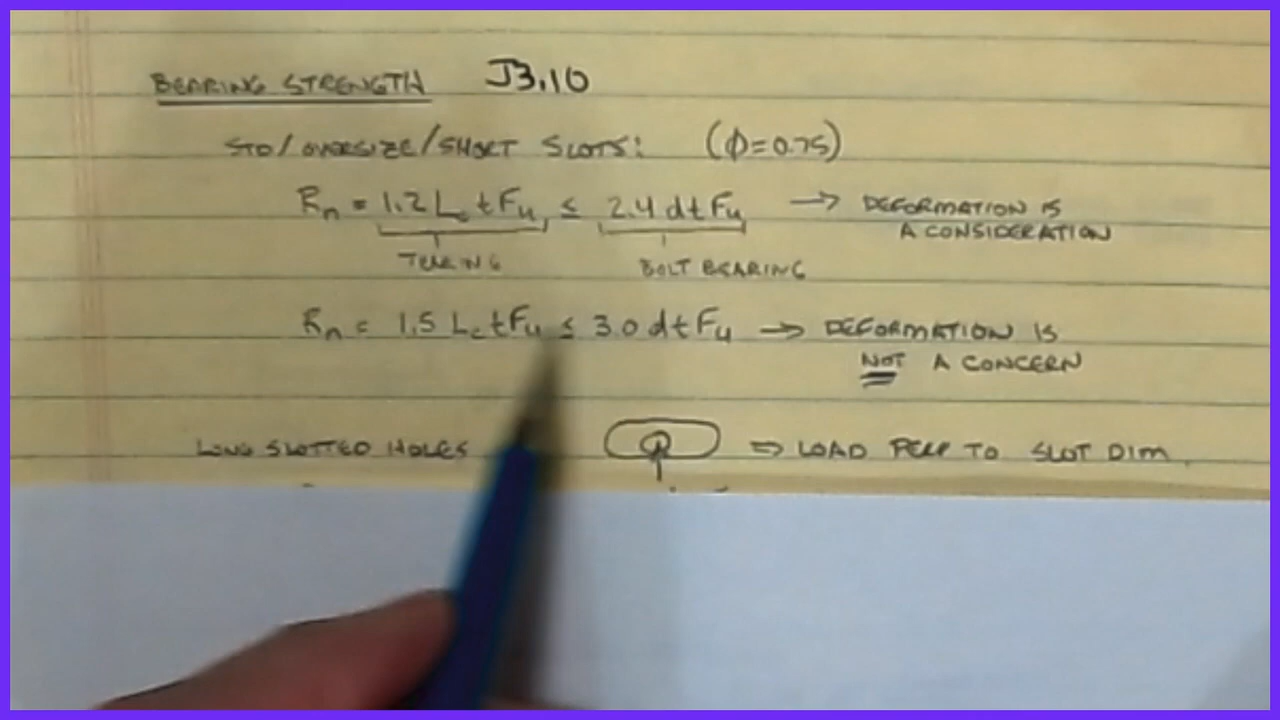 BEARING STRENGTH J3.10
STD/OVERSIZE/SHORT SLOTS: (Φ=0.75)
Rn = 1.2 Lc t Fu ≤ 2.4 d t Fu → DEFORMATION IS
A CONSIDERATION
TEARING BOLT BEARING
Rn = 1.5 Lc t Fu ≤ 3.0 d t Fu → DEFORMATION IS
NOT A CONCERN
LONG SLOTTED HOLES ⇒ LOAD PERP TO SLOT DIM.